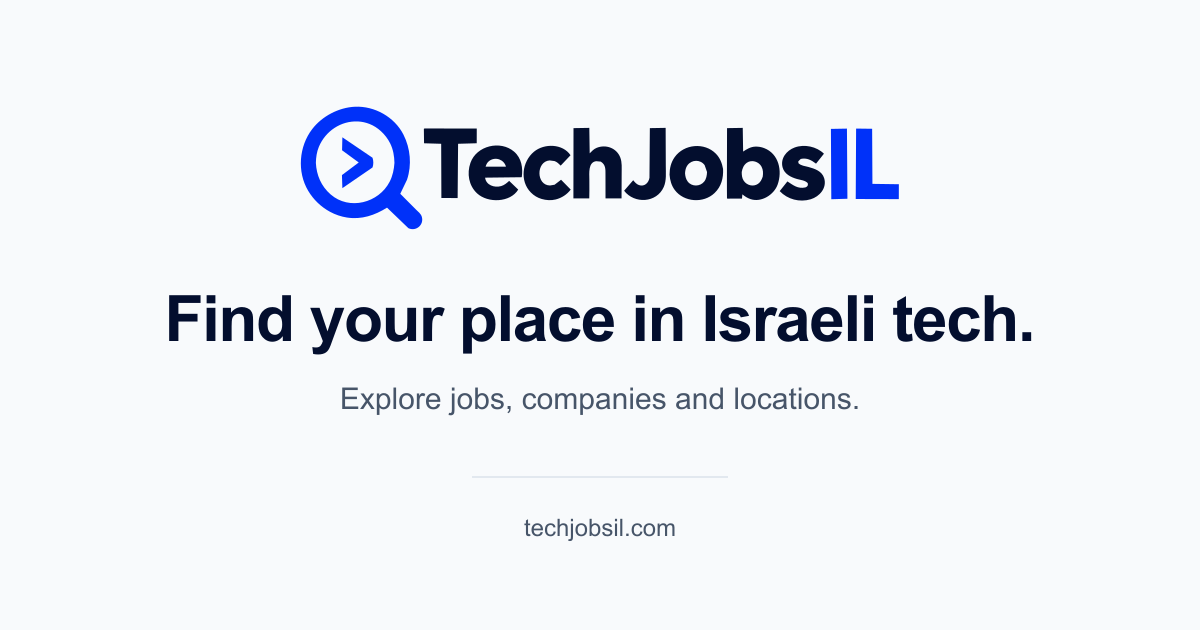 TechJobsIL
Find your place in Israeli tech.
Explore jobs, companies and locations.
techjobsil.com